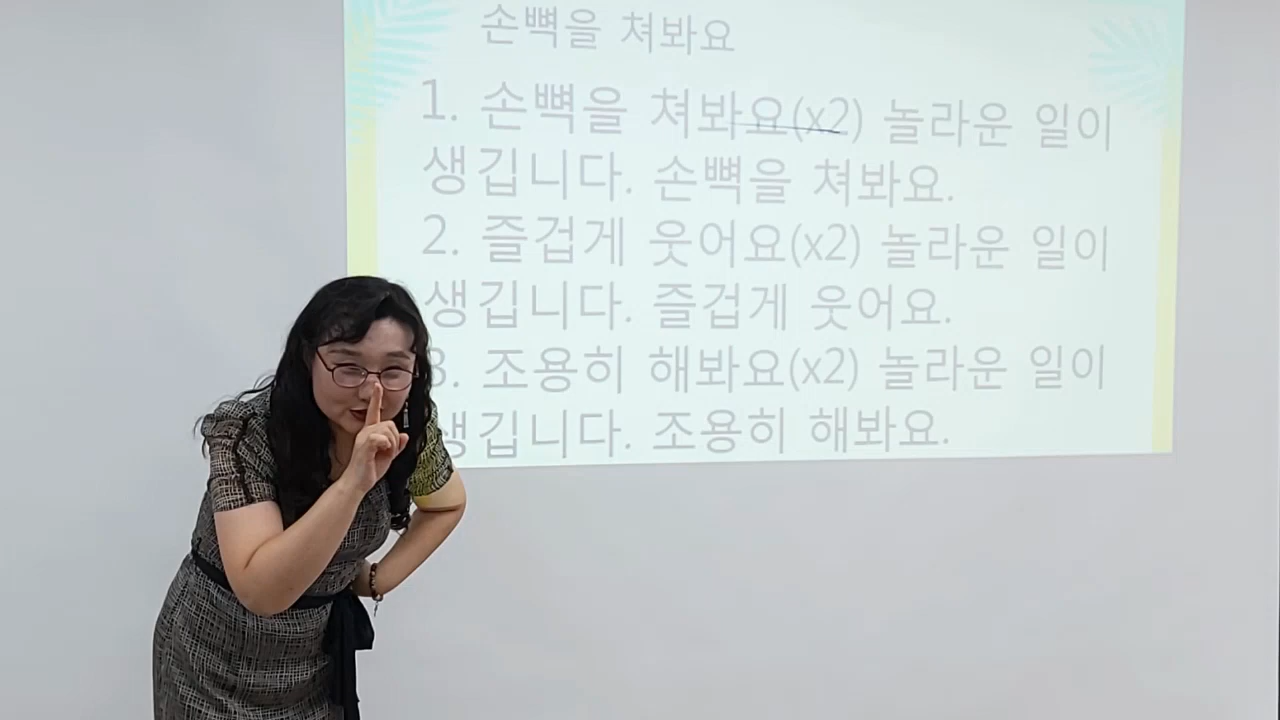 손뼉을 쳐봐요
1. 손뼉을 쳐봐요(x2) 놀라운 일이
생깁니다. 손뼉을 쳐봐요.
2. 즐겁게 웃어요(x2) 놀라운 일이
생깁니다. 즐겁게 웃어요.
3. 조용히 해봐요(x2) 놀라운 일이
생깁니다. 조용히 해봐요.